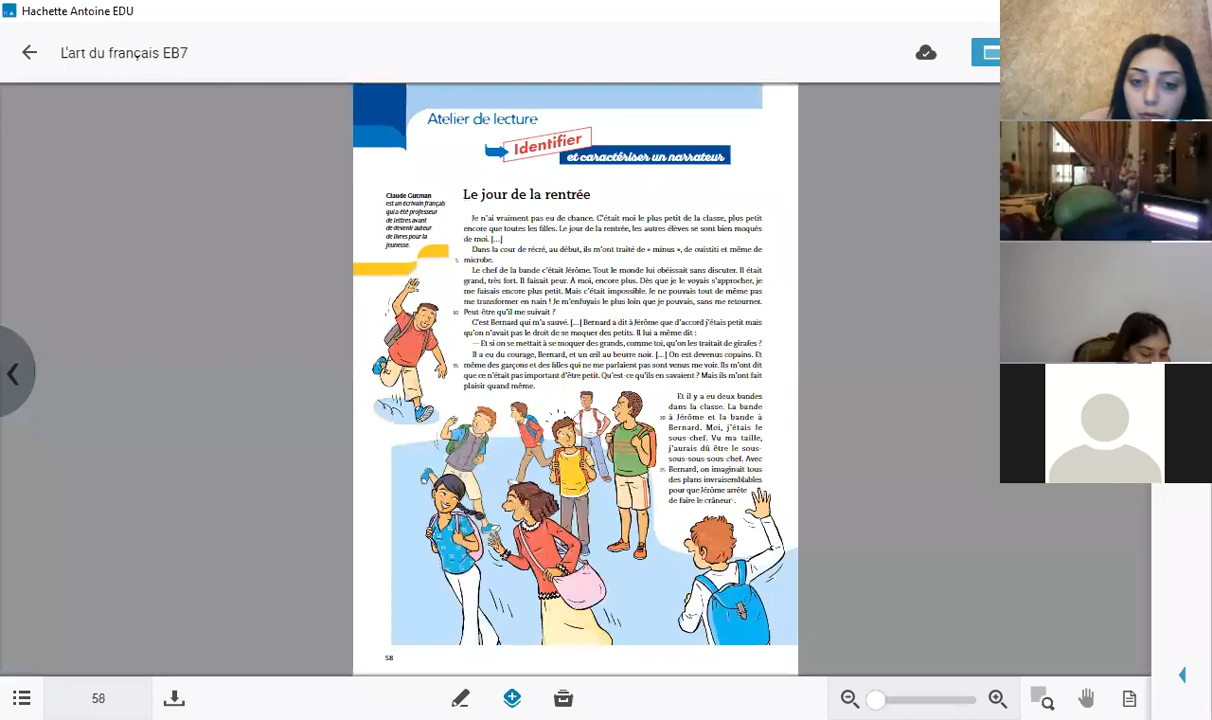 Hachette Antoine EDU
L'art du français EB7
Atelier de lecture
Identifier
et caractériser un narrateur
Claude Gutman
est un écrivain français
qui a été professeur
de lettres avant
de devenir auteur
de livres pour la
jeunesse.
Le jour de la rentrée
Je n'ai vraiment pas eu de chance. C'était moi le plus petit de la classe, plus petit
encore que toutes les filles. Le jour de la rentrée, les autres élèves se sont bien moqués
de moi. [...]
Dans la cour de récré, au début, ils m'ont traité de « minus », de ouistiti et même de
5 microbe.
Le chef de la bande c'était Jérôme. Tout le monde lui obéissait sans discuter. Il était
grand, très fort. Il faisait peur. À moi, encore plus. Dès que je le voyais s'approcher, je
me faisais encore plus petit. Mais c'était impossible. Je ne pouvais tout de même pas
me transformer en nain ! Je m'enfuyais le plus loin que je pouvais, sans me retourner.
10 Peut-être qu'il me suivait ?
C'est Bernard qui m'a sauvé. [...] Bernard a dit à Jérôme que d'accord j'étais petit mais
qu'on n'avait pas le droit de se moquer des petits. Il lui a même dit :
— Et si on se mettait à se moquer des grands, comme toi, qu'on les traitait de girafes ?
Il a eu du courage, Bernard, et un œil au beurre noir. [...] On est devenus copains. Et
15 même des garçons et des filles qui ne me parlaient pas sont venus me voir. Ils m'ont dit
que ce n'était pas important d'être petit. Qu'est-ce qu'ils en savaient ? Mais ils m'ont fait
plaisir quand même.
Et il y a eu deux bandes
dans la classe. La bande
20 à Jérôme et la bande à
Bernard. Moi, j'étais le
sous-chef. Vu ma taille,
j'aurais dû être le sous-
sous-sous-sous-chef. Avec
25 Bernard, on imaginait tous
des plans invraisemblables
pour que Jérôme arrête
de faire le crâneur¹.
58
58